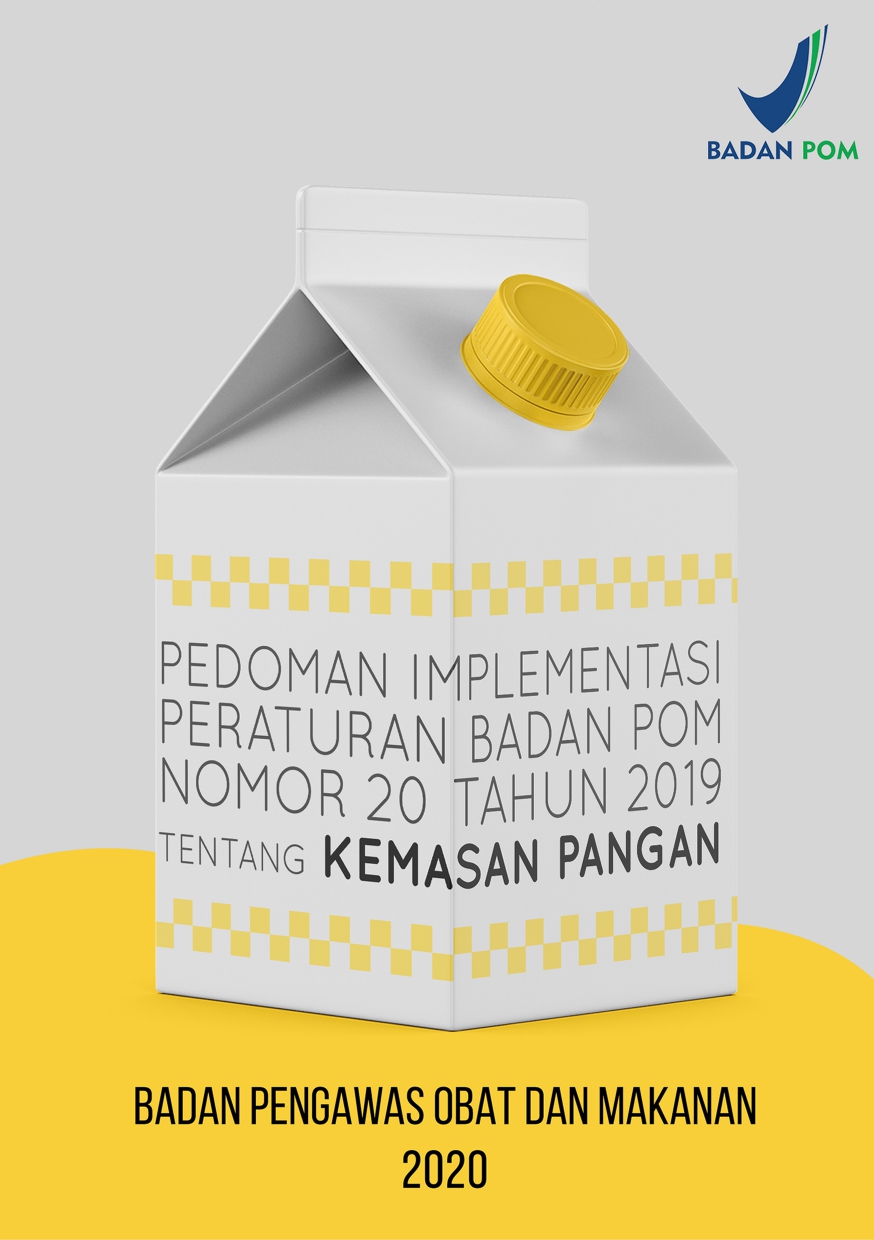 BADAN POM
PEDOMAN IMPLEMENTASI
PERATURAN BADAN POM
NOMOR 20 TAHUN 2019
TENTANG KEMASAN PANGAN
BADAN PENGAWAS OBAT DAN MAKANAN
2020